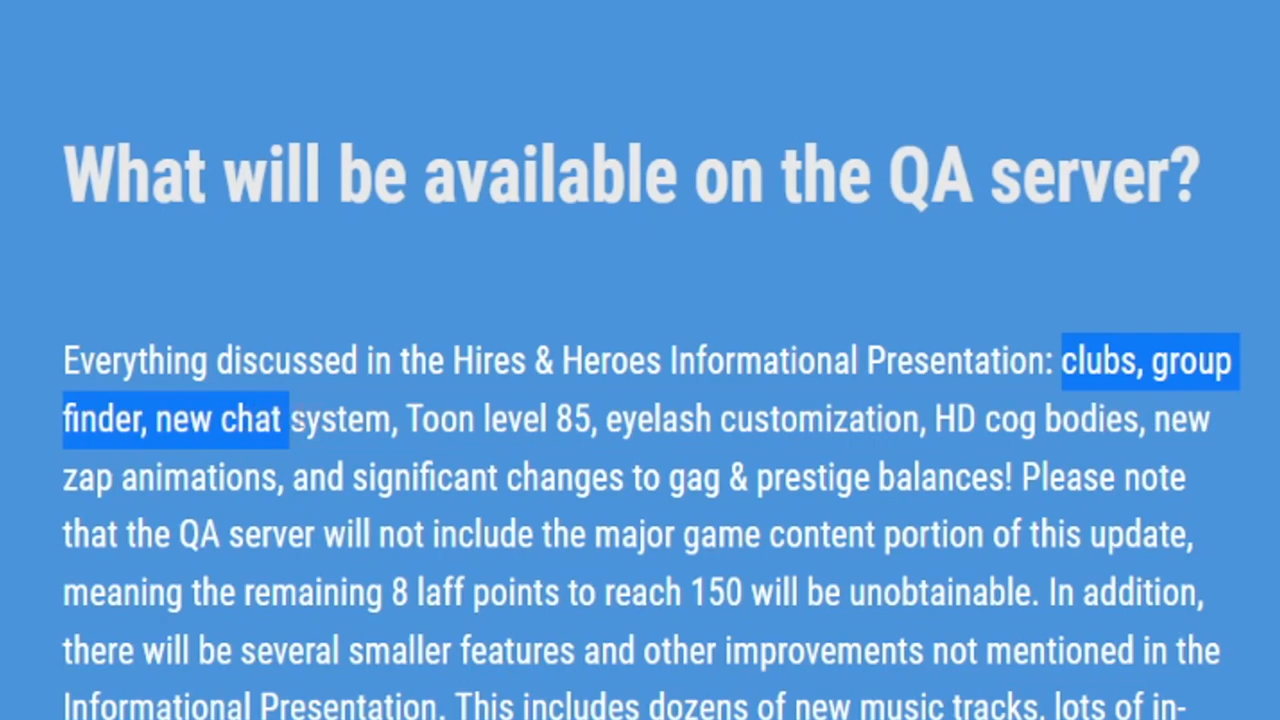 What will be available on the QA server?
Everything discussed in the Hires & Heroes Informational Presentation: clubs, group
finder, new chat system, Toon level 85, eyelash customization, HD cog bodies, new
zap animations, and significant changes to gag & prestige balances! Please note
that the QA server will not include the major game content portion of this update,
meaning the remaining 8 laff points to reach 150 will be unobtainable. In addition,
there will be several smaller features and other improvements not mentioned in the
Informational Presentation. This includes dozens of new music tracks, lots of in-